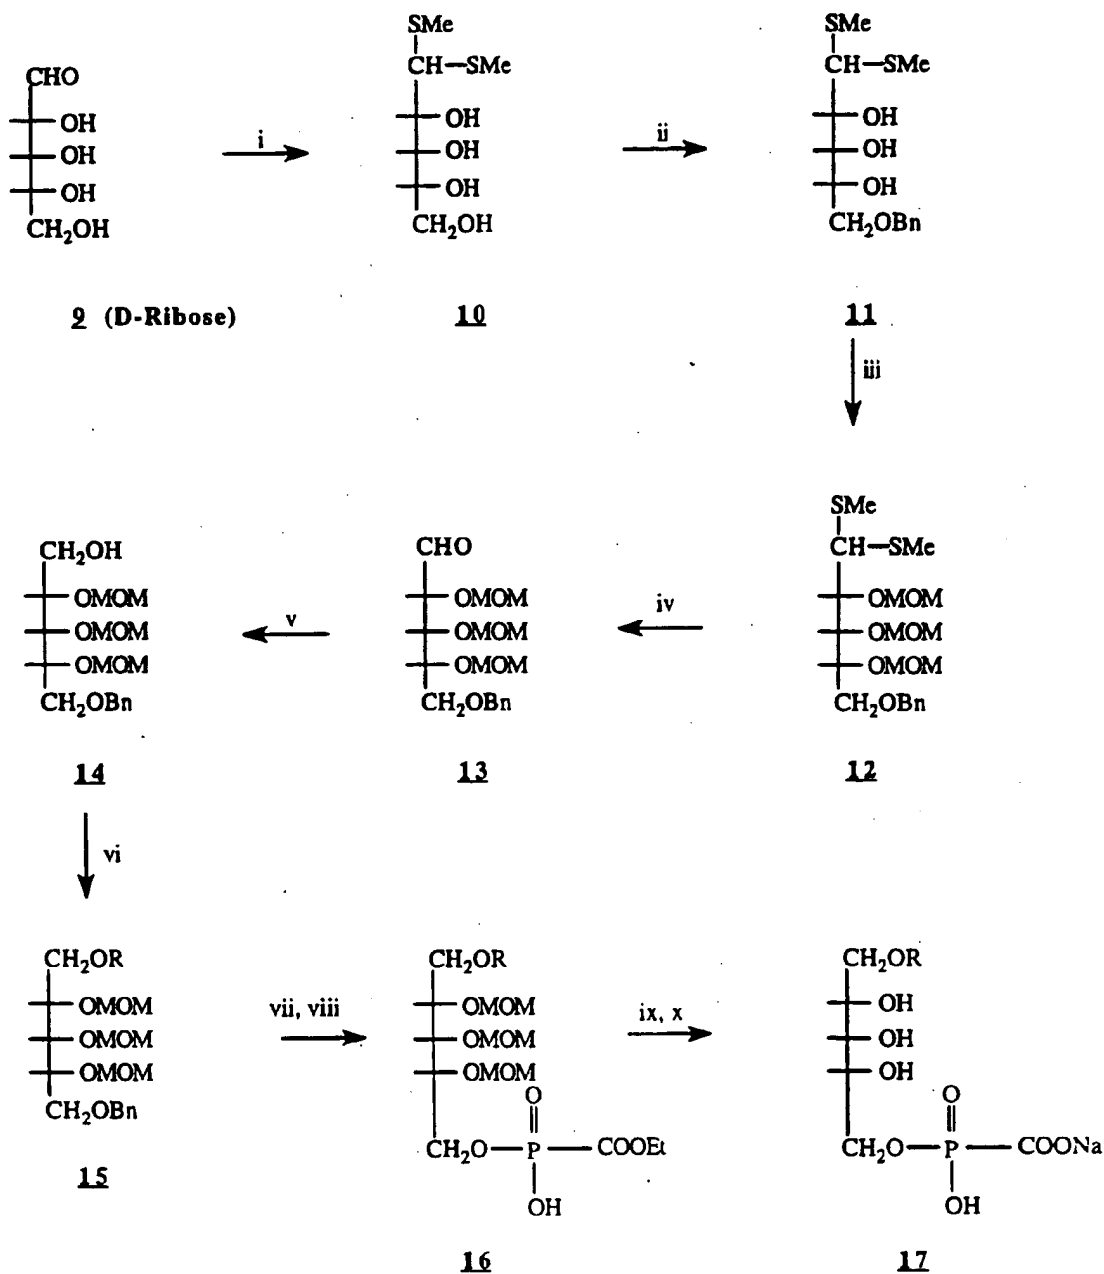 SMe
CH—SMe
OH
OH
OH
CH₂OH
10
CHO
OH
OH
OH
CH₂OH
9 (D-Ribose)
i
ii
SMe
CH—SMe
OH
OH
OH
CH₂OBn
11
iii
SMe
CH—SMe
OMOM
OMOM
OMOM
CH₂OBn
12
iv
CHO
OMOM
OMOM
OMOM
CH₂OBn
13
v
CH₂OH
OMOM
OMOM
OMOM
CH₂OBn
14
vi
CH₂OR
OMOM
OMOM
OMOM
CH₂OBn
15
vii, viii
CH₂OR
OMOM
OMOM
OMOM
O
CH₂O—P—COOEt
OH
16
ix, x
CH₂OR
OH
OH
OH
O
CH₂O—P—COONa
OH
17